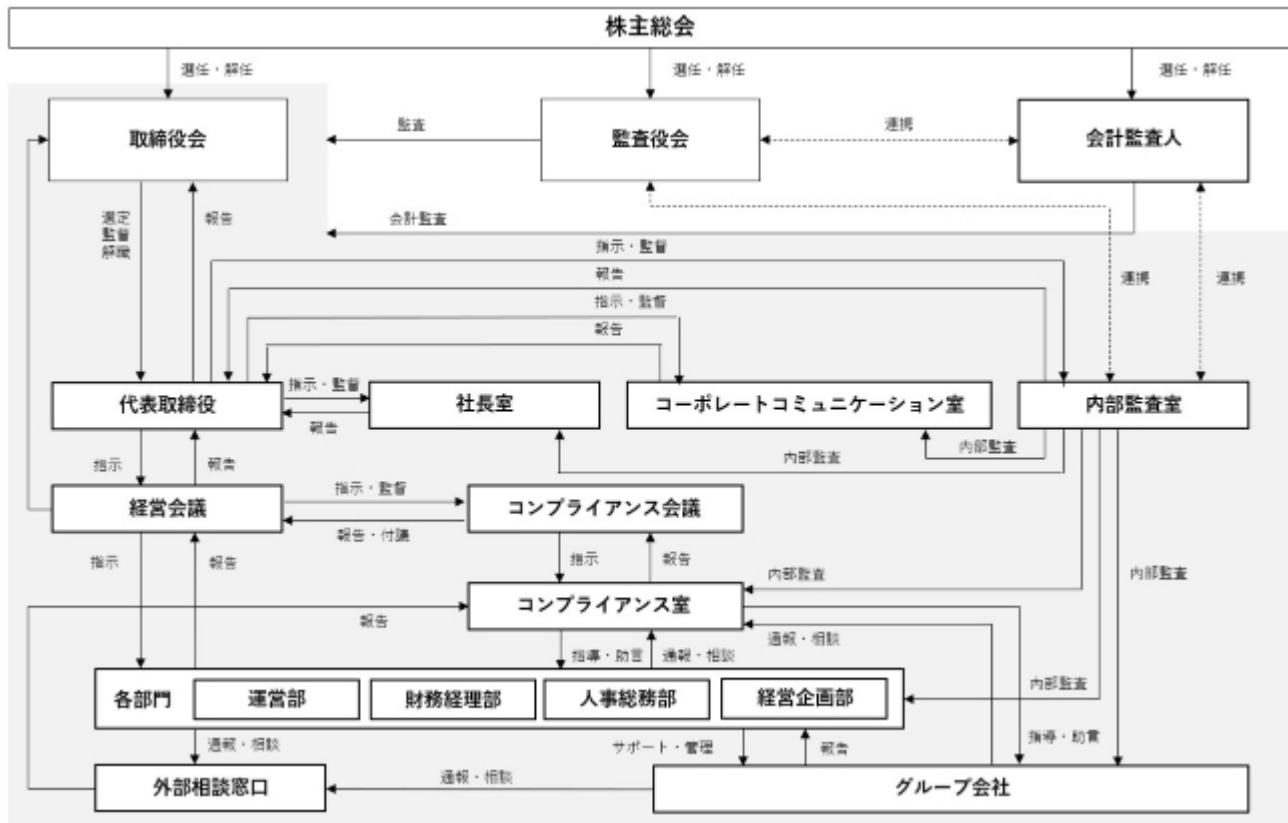 株主総会
選任・解任
選任・解任
選任・解任
取締役会
監査
監査役会
連携
会計監査人
選定
監督
解職
報告
会計監査
指示・監督
報告
指示・監督
報告
連携
連携
代表取締役
指示・監督
報告
社長室
コーポレートコミュニケーション室
内部監査室
内部監査
内部監査
指示
報告
経営会議
指示・監督
報告・付議
コンプライアンス会議
指示
報告
指示
報告
内部監査
内部監査
コンプライアンス室
報告
通報・相談
指導・助言
通報・相談
各部門
運営部
財務経理部
人事総務部
経営企画部
内部監査
通報・相談
サポート・管理
報告
指導・助言
外部相談窓口
通報・相談
グループ会社